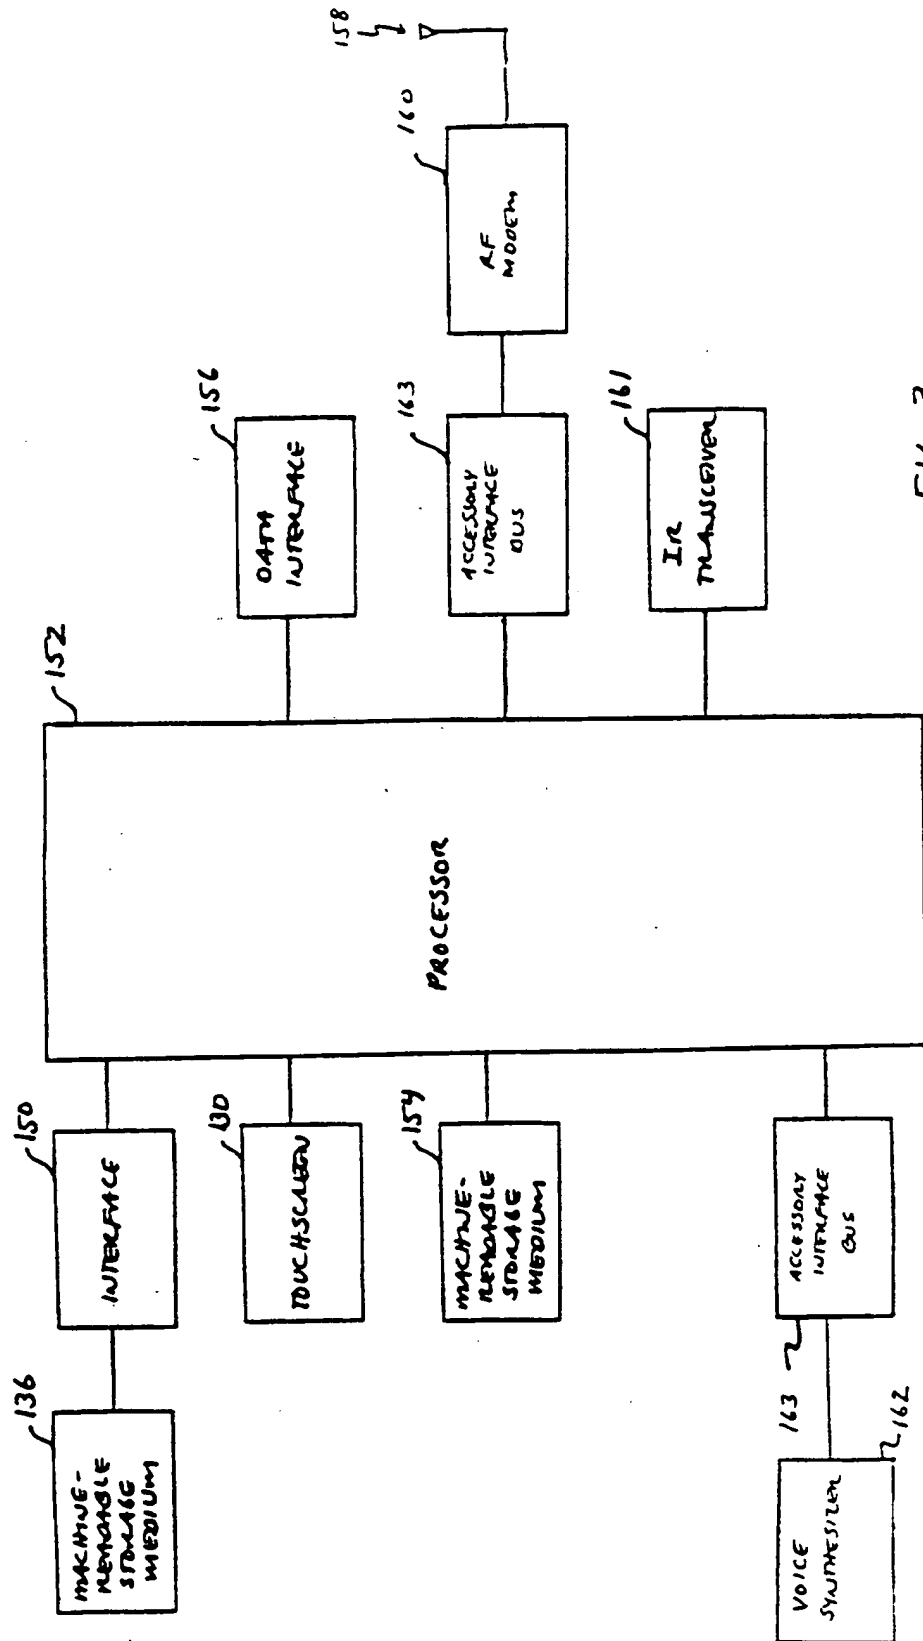 136
MACHINE-
READABLE
STORAGE
MEDIUM
150
INTERFACE
130
TOUCHSCREEN
154
MACHINE-
READABLE
STORAGE
MEDIUM
163
ACCESSORY
INTERFACE
BUS
162
VOICE
SYNTHESIZER
152
PROCESSOR
156
DATA
INTERFACE
163
ACCESSORY
INTERFACE
BUS
161
IR
TRANSCEIVER
160
RF
MODEM
158